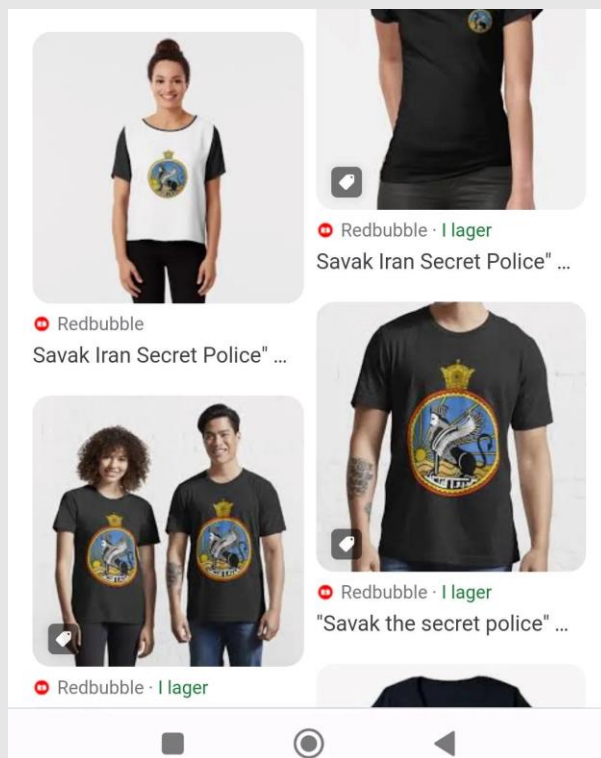 Redbubble
Savak Iran Secret Police" ...
Redbubble · I lager
Redbubble · I lager
Savak Iran Secret Police" ...
Redbubble · I lager
"Savak the secret police" ...